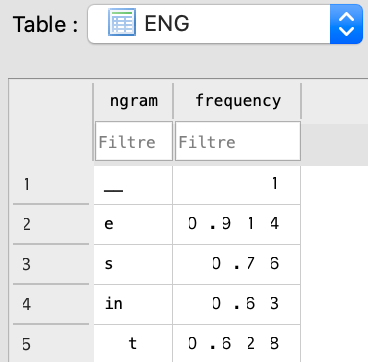 Table : ENG
ngram frequency
Filtre Filtre
1 __ 1
2 e 0.914
3 s 0.76
4 in 0.63
5 t 0.628